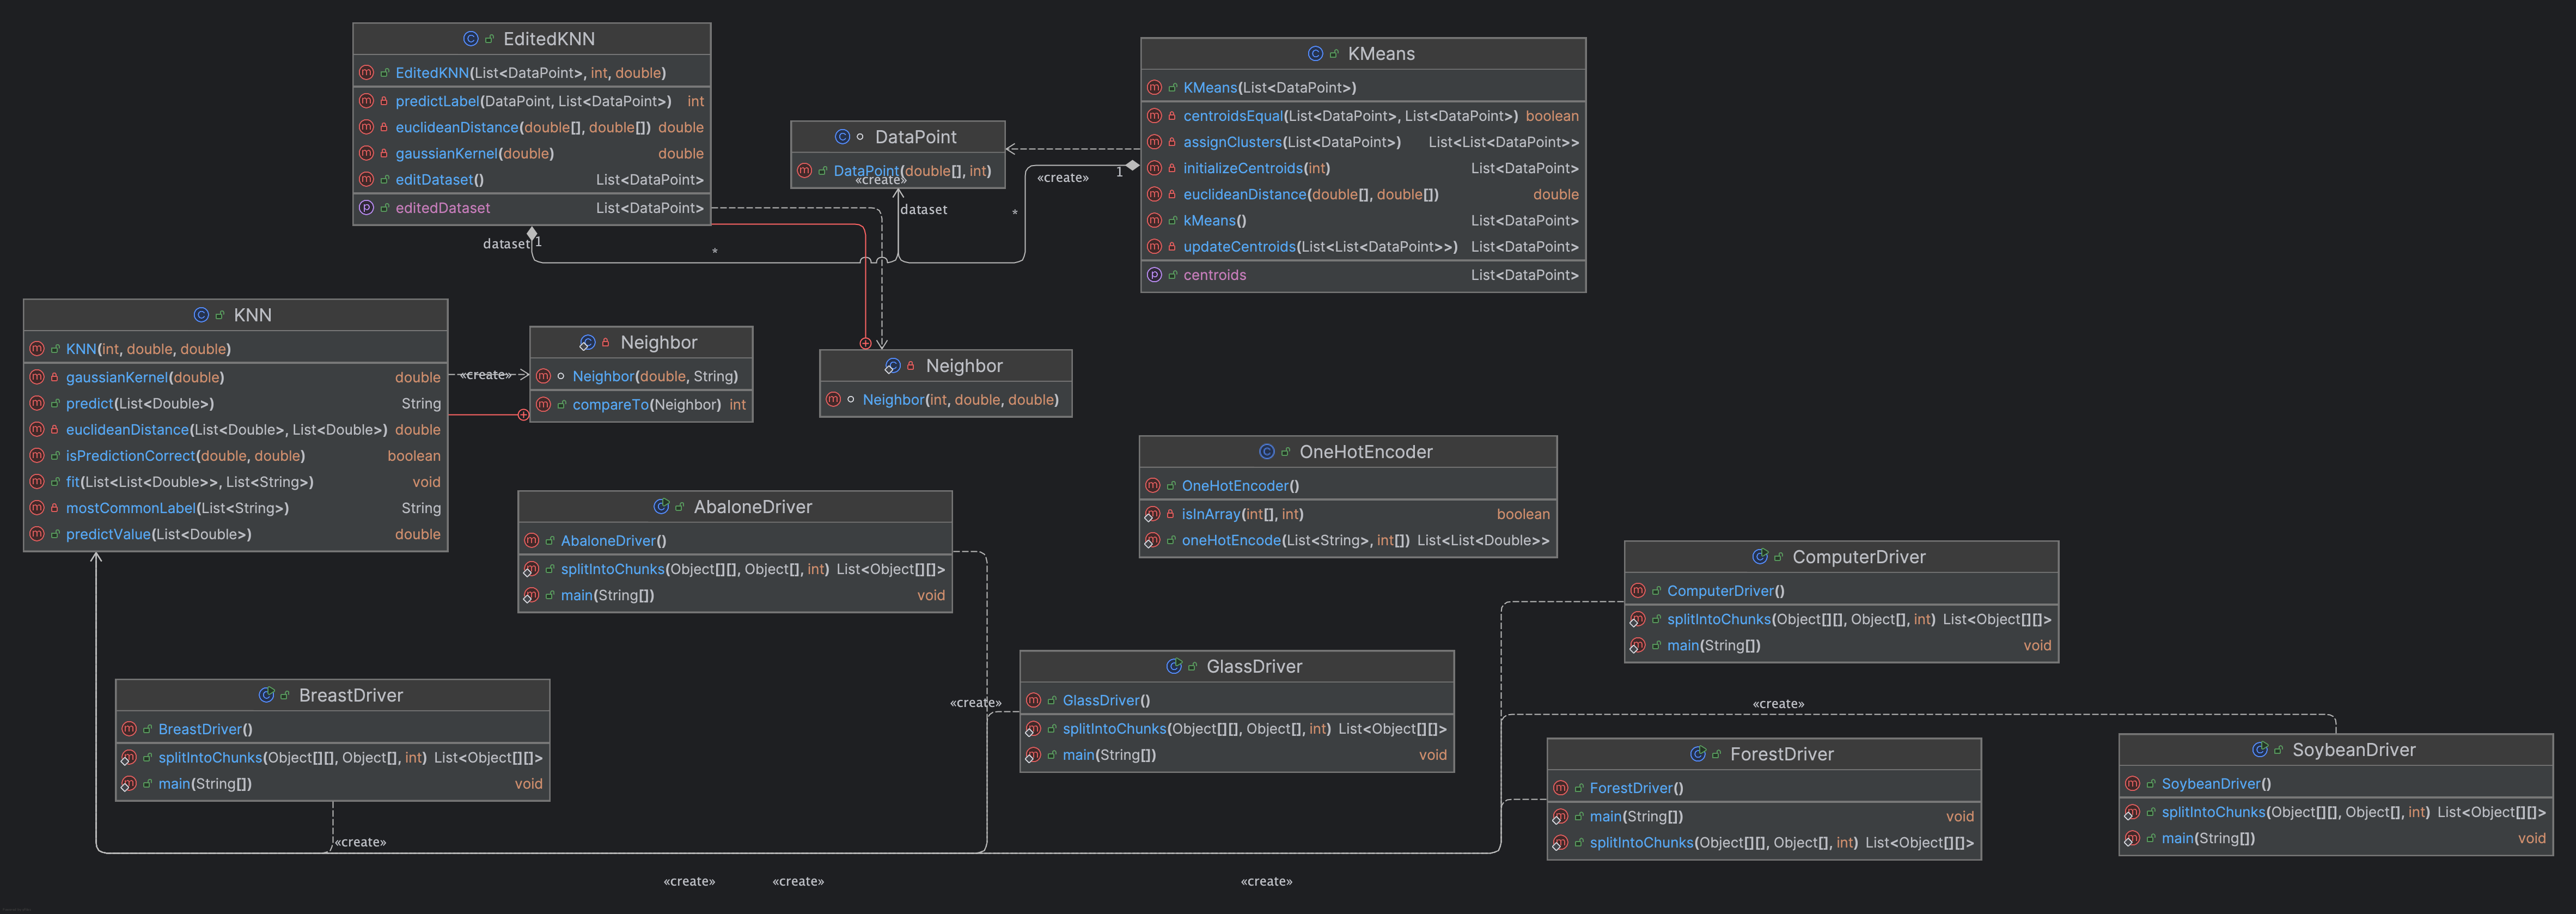 EditedKNN
EditedKNN(List<DataPoint>, int, double)
predictLabel(DataPoint, List<DataPoint>) int
euclideanDistance(double[], double[]) double
gaussianKernel(double) double
editDataset() List<DataPoint>
editedDataset List<DataPoint>
KMeans
KMeans(List<DataPoint>)
centroidsEqual(List<DataPoint>, List<DataPoint>) boolean
assignClusters(List<DataPoint>) List<List<DataPoint>>
initializeCentroids(int) List<DataPoint>
euclideanDistance(double[], double[]) double
kMeans() List<DataPoint>
updateCentroids(List<List<DataPoint>>) List<DataPoint>
centroids List<DataPoint>
DataPoint
DataPoint(double[], int)
«create»
«create»
1
dataset
*
dataset
1
*
KNN
KNN(int, double, double)
gaussianKernel(double) double
predict(List<Double>) String
euclideanDistance(List<Double>, List<Double>) double
isPredictionCorrect(double, double) boolean
fit(List<List<Double>>, List<String>) void
mostCommonLabel(List<String>) String
predictValue(List<Double>) double
«create»
Neighbor
Neighbor(double, String)
compareTo(Neighbor) int
Neighbor
Neighbor(int, double, double)
OneHotEncoder
OneHotEncoder()
isInArray(int[], int) boolean
oneHotEncode(List<String>, int[]) List<List<Double>>
AbaloneDriver
AbaloneDriver()
splitIntoChunks(Object[][], Object[], int) List<Object[][]>
main(String[]) void
ComputerDriver
ComputerDriver()
splitIntoChunks(Object[][], Object[], int) List<Object[][]>
main(String[]) void
GlassDriver
GlassDriver()
splitIntoChunks(Object[][], Object[], int) List<Object[][]>
main(String[]) void
«create»
BreastDriver
BreastDriver()
splitIntoChunks(Object[][], Object[], int) List<Object[][]>
main(String[]) void
«create»
«create»
ForestDriver
ForestDriver()
main(String[]) void
splitIntoChunks(Object[][], Object[], int) List<Object[][]>
SoybeanDriver
SoybeanDriver()
splitIntoChunks(Object[][], Object[], int) List<Object[][]>
main(String[]) void
«create»
«create»
«create»